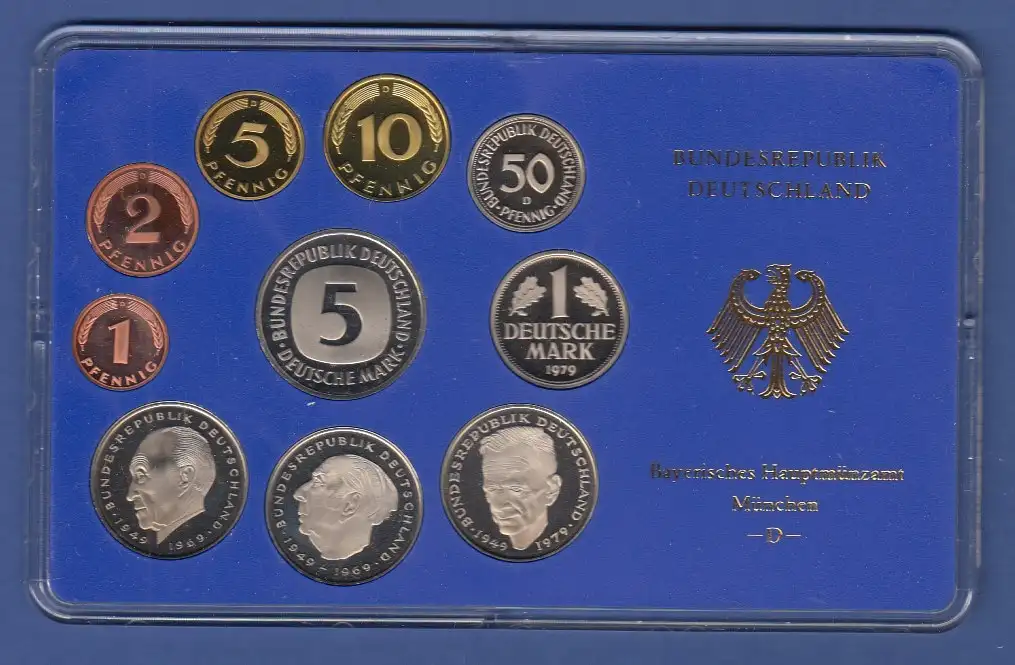 D
5
PFENNIG
D
10
PFENNIG
BUNDESREPUBLIK DEUTSCHLAND
50
D
PFENNIG
BUNDESREPUBLIK
DEUTSCHLAND
D
2
PFENNIG
BUNDESREPUBLIK DEUTSCHLAND
5
DEUTSCHE MARK
1
DEUTSCHE
MARK
1979
D
1
PFENNIG
BUNDESREPUBLIK DEUTSCHLAND
1949 1969
BUNDESREPUBLIK DEUTSCHLAND
1949 - 1969
BUNDESREPUBLIK DEUTSCHLAND
1949 1979
Bayerisches Hauptmünzamt
München
–D–